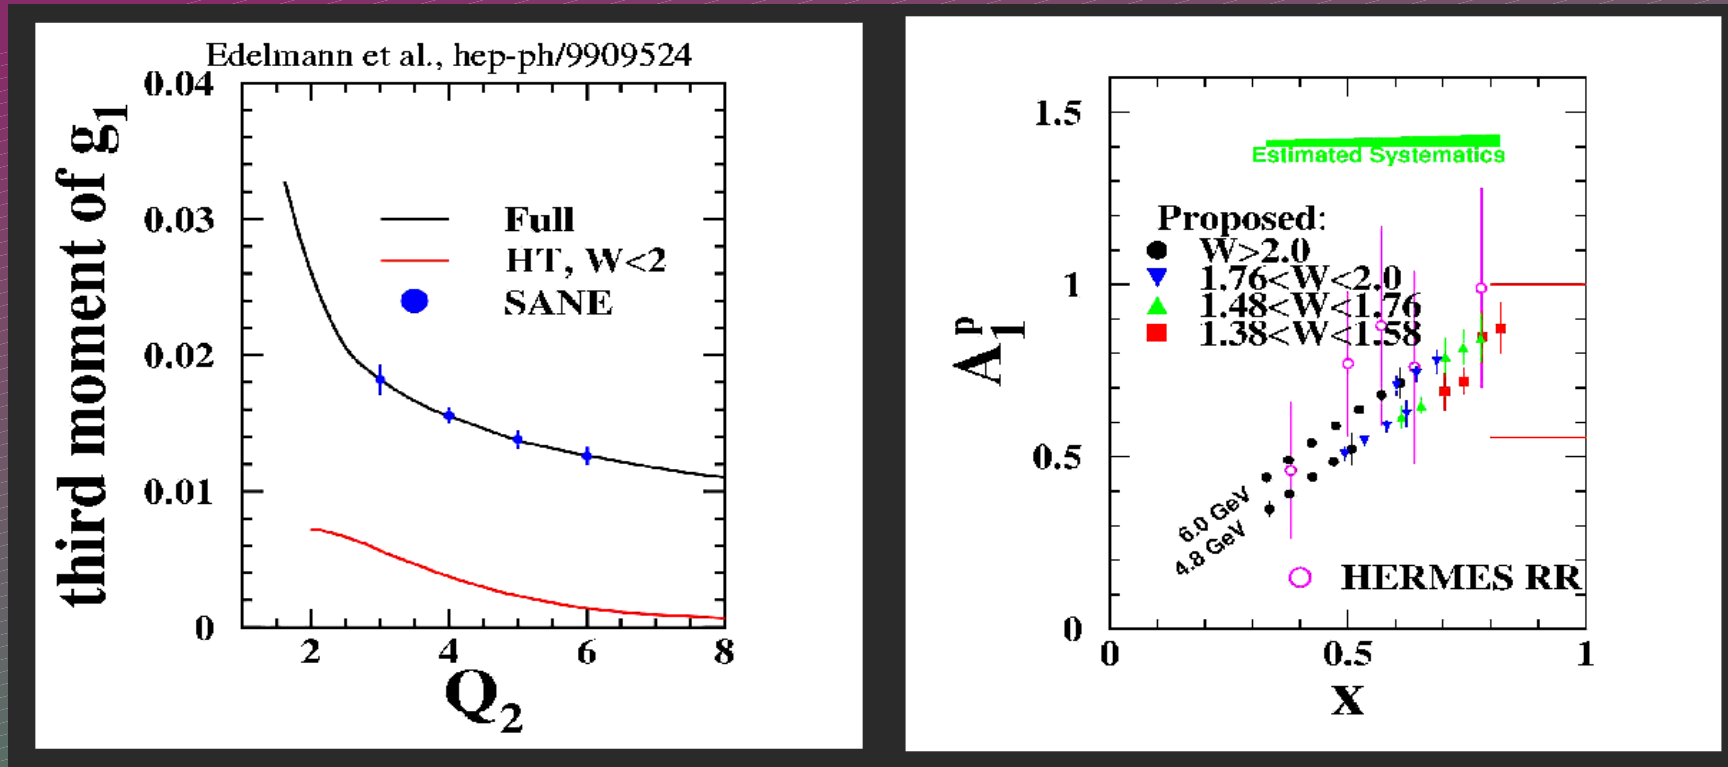 Edelmann et al., hep-ph/9909524
0.04
0.03
0.02
0.01
0
third moment of g1
Full
HT, W<2
SANE
2 4 6 8
Q2
1.5
1
0.5
0
A1p
Estimated Systematics
Proposed:
W>2.0
1.76<W<2.0
1.48<W<1.76
1.38<W<1.58
6.0 GeV
4.8 GeV
HERMES RR
0 0.5 1
x